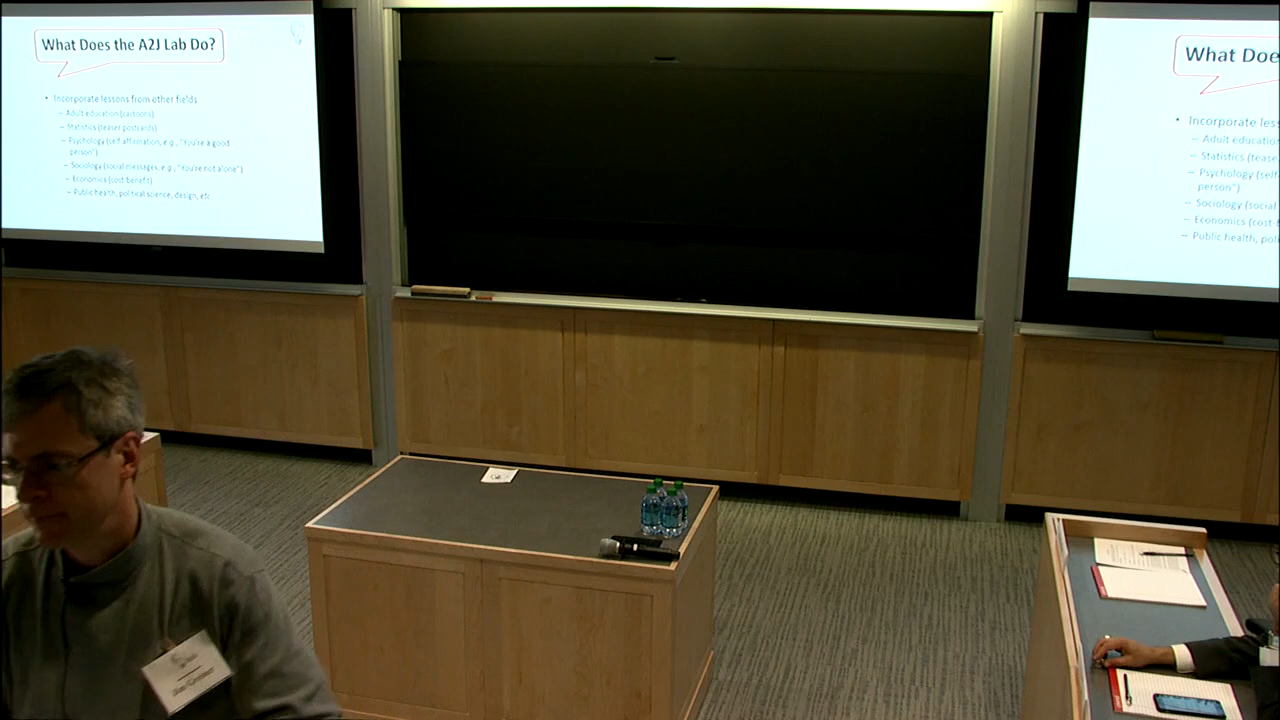 What Does the A2J Lab Do?
• Incorporate lessons from other fields
– Adult education (cartoons)
– Statistics (teaser postcards)
– Psychology (self affirmation, e.g., "You're a good
person")
– Sociology (social messages, e.g., "You're not alone")
– Economics (cost benefit)
– Public health, political science, design, etc
What Doe
• Incorporate less
– Adult educatio
– Statistics (tease
– Psychology (self
person")
– Sociology (social
– Economics (cost-
– Public health, pol